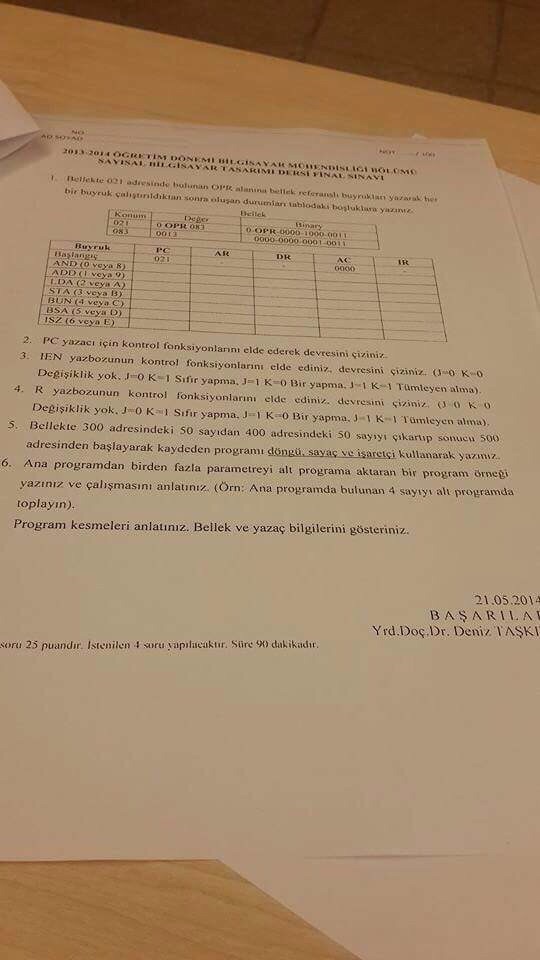 NO
AD SOYAD
NOT ....... / 100
2013-2014 ÖĞRETİM DÖNEMİ BİLGİSAYAR MÜHENDİSLİĞİ BÖLÜMÜ
SAYISAL BİLGİSAYAR TASARIMI DERSİ FİNAL SINAVI
1. Bellekte 021 adresinde bulunan OPR alanına bellek referanslı buyrukları yazarak her
bir buyruk çalıştırıldıktan sonra oluşan durumları tablodaki boşluklara yazınız.
Bellek
Konum Değer Binary
021 0 OPR 083 0-OPR-0000-1000-0011
083 0013 0000-0000-0001-0011
Buyruk PC AR DR AC IR
Başlangıç 021 - - 0000 -
AND (0 veya 8)
ADD (1 veya 9)
LDA (2 veya A)
STA (3 veya B)
BUN (4 veya C)
BSA (5 veya D)
ISZ (6 veya E)
2. PC yazacı için kontrol fonksiyonlarını elde ederek devresini çiziniz.
3. IEN yazbozunun kontrol fonksiyonlarını elde ediniz, devresini çiziniz. (J=0 K=0
Değişiklik yok, J=0 K=1 Sıfır yapma, J=1 K=0 Bir yapma, J=1 K=1 Tümleyen alma).
4. R yazbozunun kontrol fonksiyonlarını elde ediniz, devresini çiziniz. (J=0 K=0
Değişiklik yok, J=0 K=1 Sıfır yapma, J=1 K=0 Bir yapma, J=1 K=1 Tümleyen alma).
5. Bellekte 300 adresindeki 50 sayıdan 400 adresindeki 50 sayıyı çıkartıp sonucu 500
adresinden başlayarak kaydeden programı döngü, sayaç ve işaretçi kullanarak yazınız.
6. Ana programdan birden fazla parametreyi alt programa aktaran bir program örneği
yazınız ve çalışmasını anlatınız. (Örn: Ana programda bulunan 4 sayıyı alt programda
toplayın).
Program kesmeleri anlatınız. Bellek ve yazaç bilgilerini gösteriniz.
21.05.2014
BAŞARILAR
Yrd.Doç.Dr. Deniz TAŞKI
soru 25 puandır. İstenilen 4 soru yapılacaktır. Süre 90 dakikadır.